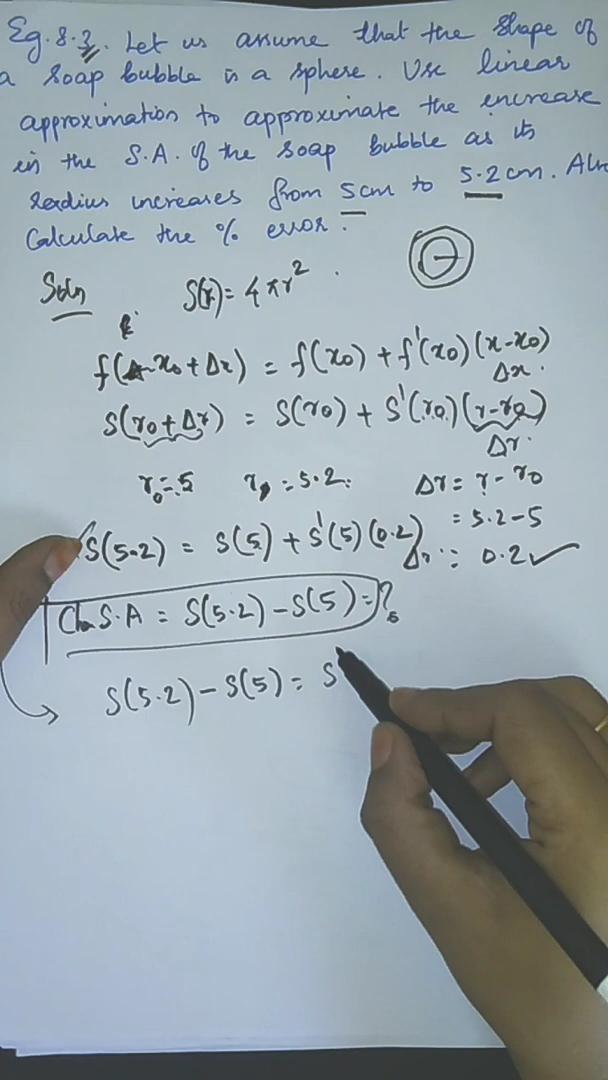 Eg. 8.3. Let us assume that the shape of
a soap bubble is a sphere. Use linear
approximation to approximate the increase
in the S.A. of the soap bubble as its
radius increases from 5cm to 5.2cm. Also
Calculate the % error.
Soln S(r) = 4πr²
f(x₀ + Δx) = f(x₀) + f'(x₀)(x-x₀)
Δx.
S(r₀+Δr) = S(r₀) + S'(r₀)(r-r₀)
Δr.
r₀ = 5 r = 5.2. Δr = r - r₀
= 5.2-5
S(5.2) = S(5) + S'(5)(0.2) Δr = 0.2 ✓
S.A = S(5.2) - S(5) = ?
S(5.2) - S(5) = S